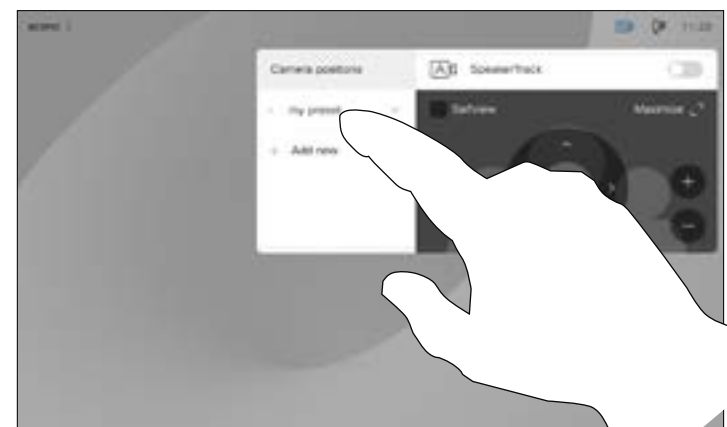 Camera positions
SpeakerTrack
my preset
Selfview
Maximize
+ Add new